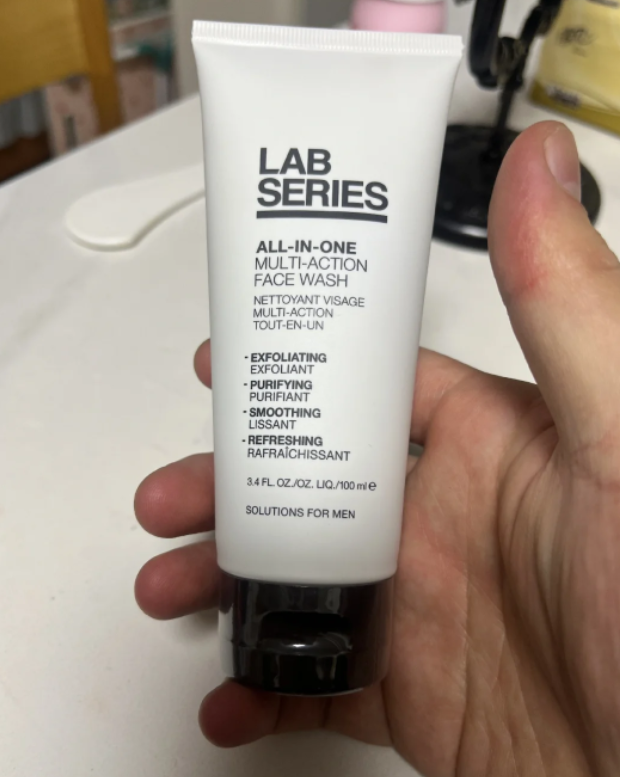 LAB
SERIES
ALL-IN-ONE
MULTI-ACTION
FACE WASH
NETTOYANT VISAGE
MULTI-ACTION
TOUT-EN-UN
- EXFOLIATING
EXFOLIANT
- PURIFYING
PURIFIANT
- SMOOTHING
LISSANT
- REFRESHING
RAFRAÎCHISSANT
3.4 FL. OZ./OZ. LIQ./100 ml ℮
SOLUTIONS FOR MEN